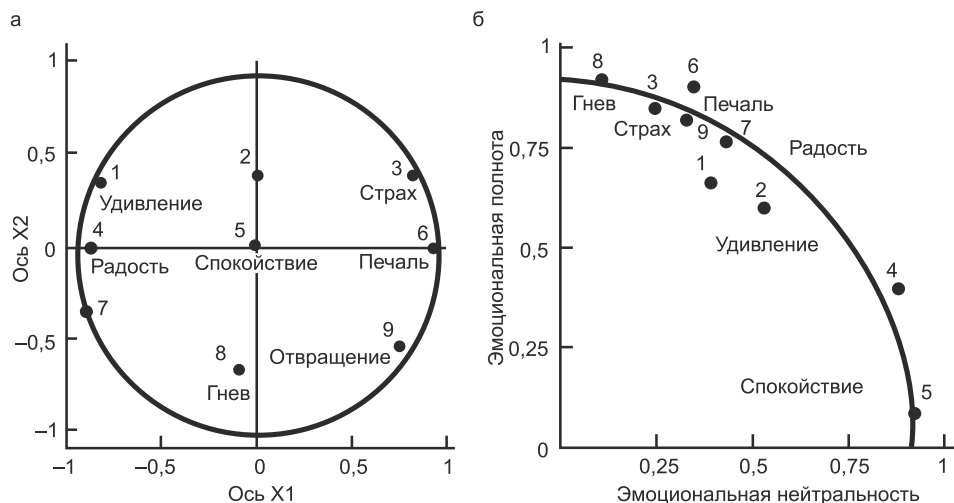 а
б
1
0,5
0
–0,5
–1
Ось X2
–1
–0,5
0
0,5
1
Ось X1
1
Удивление
2
3
Страх
4
Радость
5
Спокойствие
6
Печаль
7
8
Гнев
9
Отвращение
1
0,75
0,5
0,25
0
Эмоциональная полнота
0,25
0,5
0,75
1
Эмоциональная нейтральность
8
Гнев
3
Страх
6
Печаль
9
7
Радость
1
2
Удивление
4
Спокойствие
5